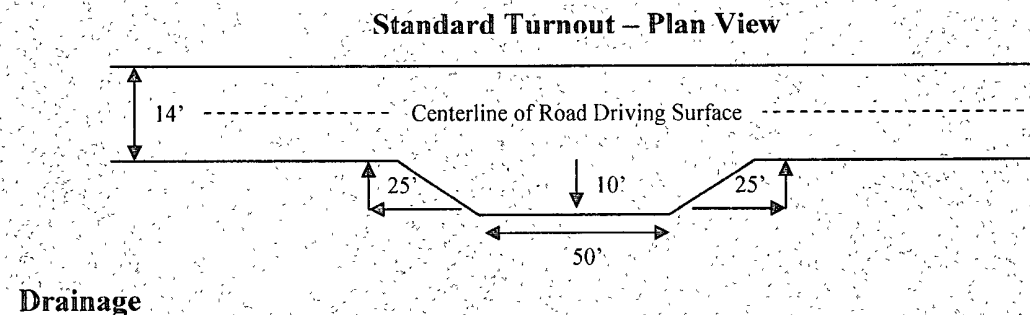 Standard Turnout – Plan View
14' Centerline of Road Driving Surface
25' 10' 25'
50'
Drainage